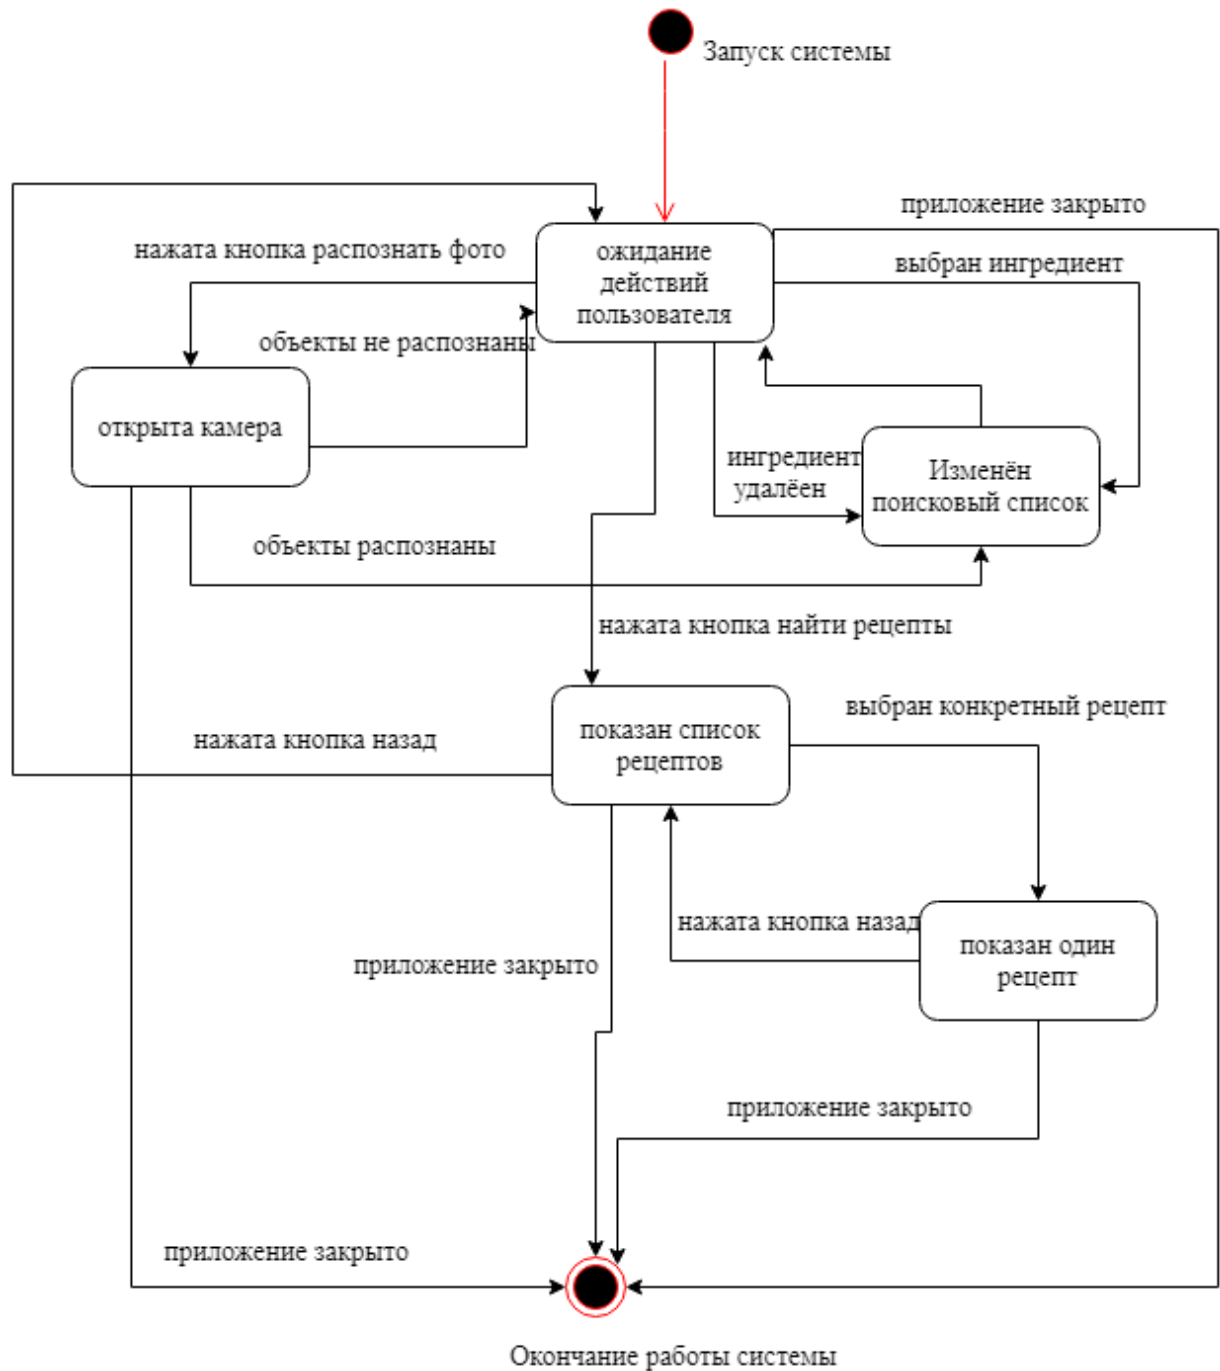 Запуск системы
приложение закрыто
нажата кнопка распознать фото
ожидание
действий
пользователя
выбран ингредиент
объекты не распознаны
открыта камера
ингредиент
удалёен
Изменён
поисковый список
объекты распознаны
нажата кнопка найти рецепты
выбран конкретный рецепт
показан список
рецептов
нажата кнопка назад
нажата кнопка назад
показан один
рецепт
приложение закрыто
приложение закрыто
приложение закрыто
Окончание работы системы